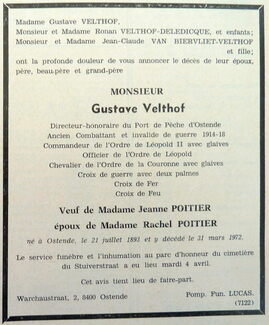 Madame Gustave VELTHOF,
Monsieur et Madame Ronan VELTHOF-DELEDICQUE, et enfants;
Monsieur et Madame Jean-Claude VAN BIERVLIET-VELTHOF
et fille;
ont la profonde douleur de vous annoncer le décès de leur époux,
père, beau-père et grand-père
MONSIEUR
Gustave Velthof
Directeur-honoraire du Port de Pêche d'Ostende
Ancien Combattant et invalide de guerre 1914-18
Commandeur de l'Ordre de Léopold II avec glaives
Officier de l'Ordre de Léopold
Chevalier de l'Ordre de la Couronne avec glaives
Croix de guerre avec deux palmes
Croix de Fer
Croix de Feu
Veuf de Madame Jeanne POITIER
époux de Madame Rachel POITIER
né à Ostende, le 21 juillet 1893 et y décédé le 31 mars 1972.
Le service funèbre et l'inhumation au parc d'honneur du cimetière
du Stuiverstraat a eu lieu mardi 4 avril.
Cet avis tient lieu de faire-part.
Warchaustraat, 2, 8400 Ostende Pomp. Fun. LUCAS.
(7122)